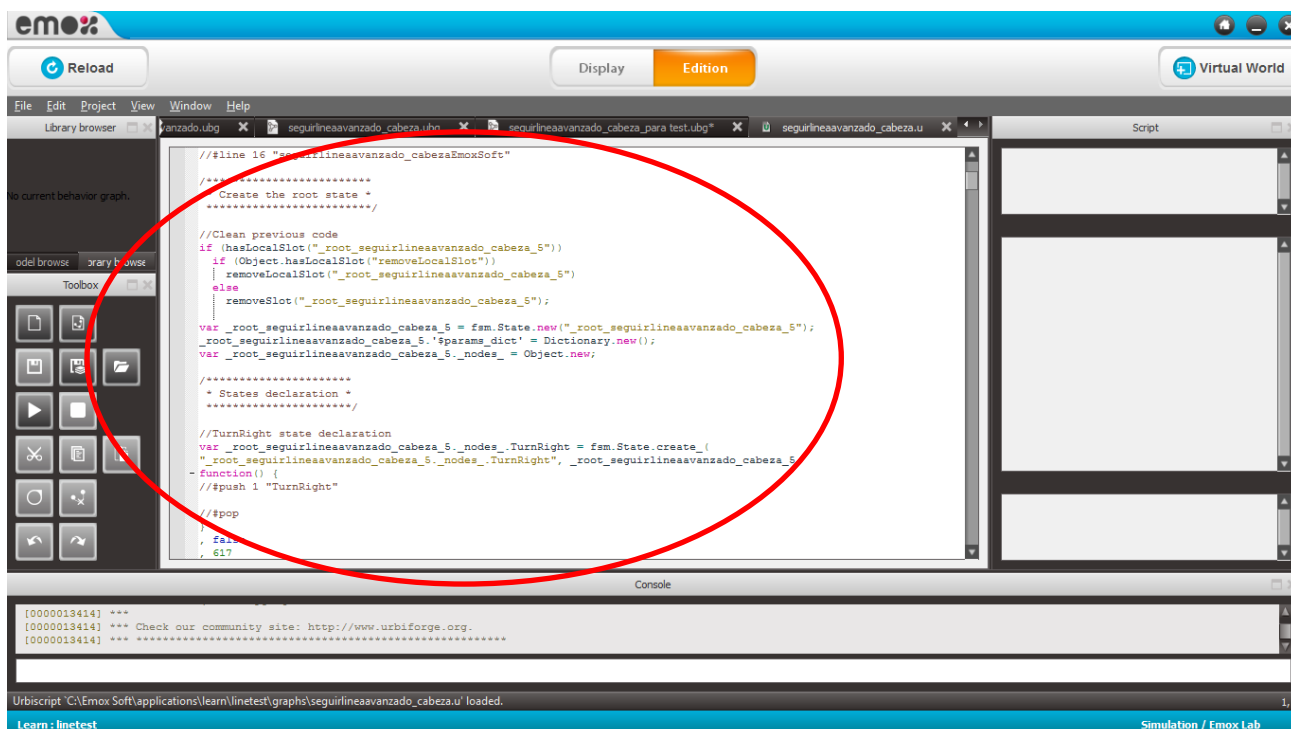 emox
Reload
Display
Edition
Virtual World
File Edit Project View Window Help
Library browser
vanzado.ubg
seguirlineaavanzado_cabeza.ubg
seguirlineaavanzado_cabeza_para test.ubg*
seguirlineaavanzado_cabeza.u
Script
No current behavior graph.
odel browse
orary browse
Toolbox
//#line 16 "seguirlineaavanzado_cabezaEmoxSoft"
/*************************
* Create the root state *
*************************/
//Clean previous code
if (hasLocalSlot("_root_seguirlineaavanzado_cabeza_5"))
if (Object.hasLocalSlot("removeLocalSlot"))
removeLocalSlot("_root_seguirlineaavanzado_cabeza_5")
else
removeSlot("_root_seguirlineaavanzado_cabeza_5");
var _root_seguirlineaavanzado_cabeza_5 = fsm.State.new("_root_seguirlineaavanzado_cabeza_5");
_root_seguirlineaavanzado_cabeza_5.'$params_dict' = Dictionary.new();
var _root_seguirlineaavanzado_cabeza_5._nodes_ = Object.new;
/**********************
* States declaration *
**********************/
//TurnRight state declaration
var _root_seguirlineaavanzado_cabeza_5._nodes_.TurnRight = fsm.State.create_(
"_root_seguirlineaavanzado_cabeza_5._nodes_.TurnRight", _root_seguirlineaavanzado_cabeza_5
function() {
//#push 1 "TurnRight"
//#pop
}
, false
, 617
Console
[0000013414] ***
[0000013414] *** Check our community site: http://www.urbiforge.org.
[0000013414] *** *******************************************************
Urbiscript 'C:\Emox Soft\applications\learn\linetest\graphs\seguirlineaavanzado_cabeza.u' loaded.
1,
Learn : linetest
Simulation / Emox Lab